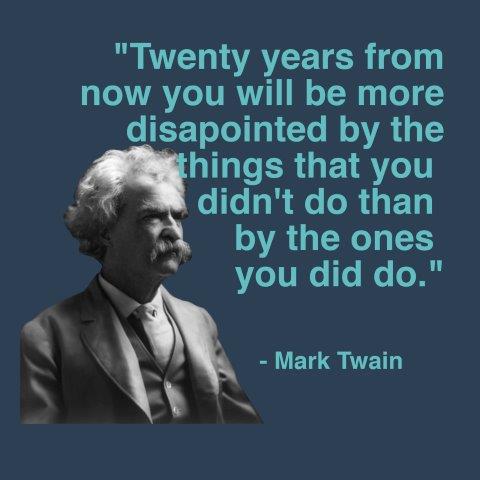 "Twenty years from
now you will be more
disapointed by the
things that you
didn't do than
by the ones
you did do."
- Mark Twain